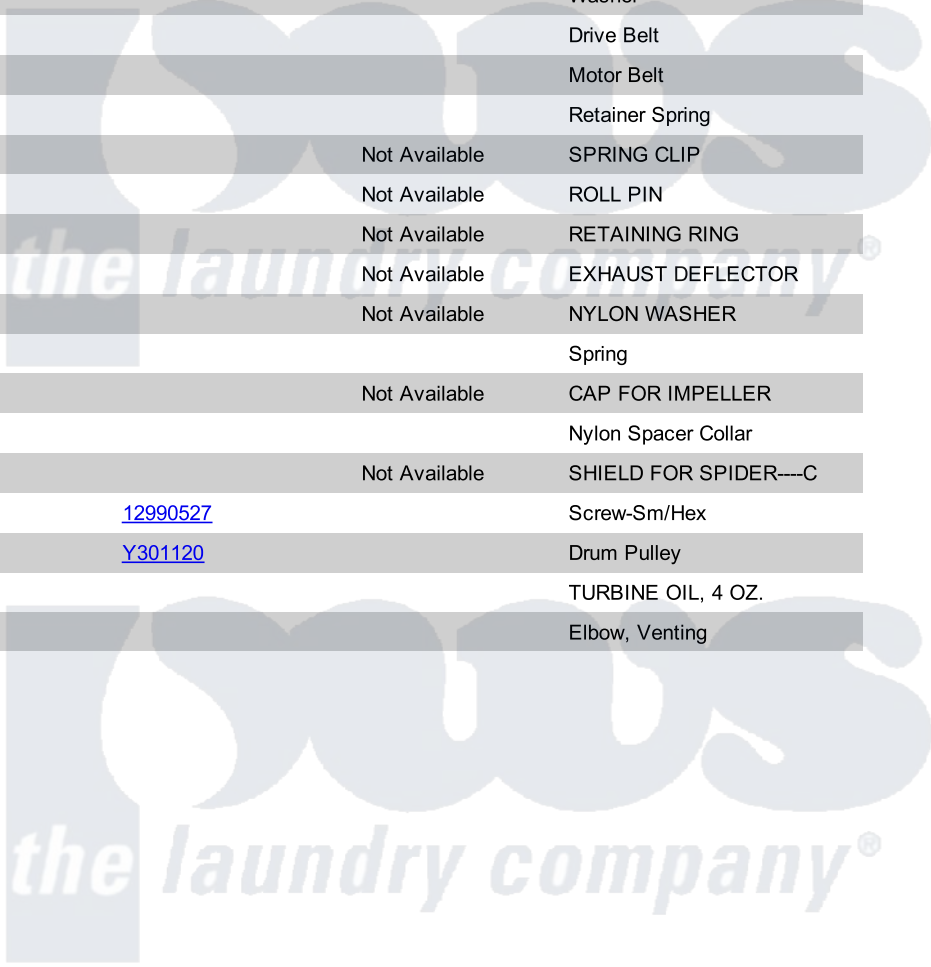 Washer
Drive Belt
Motor Belt
Retainer Spring
Not Available SPRING CLIP
Not Available ROLL PIN
Not Available RETAINING RING
Not Available EXHAUST DEFLECTOR
Not Available NYLON WASHER
Spring
Not Available CAP FOR IMPELLER
Nylon Spacer Collar
Not Available SHIELD FOR SPIDER----C
12990527 Screw-Sm/Hex
Y301120 Drum Pulley
TURBINE OIL, 4 OZ.
Elbow, Venting
pws
the laundry company®
pws
the laundry company®